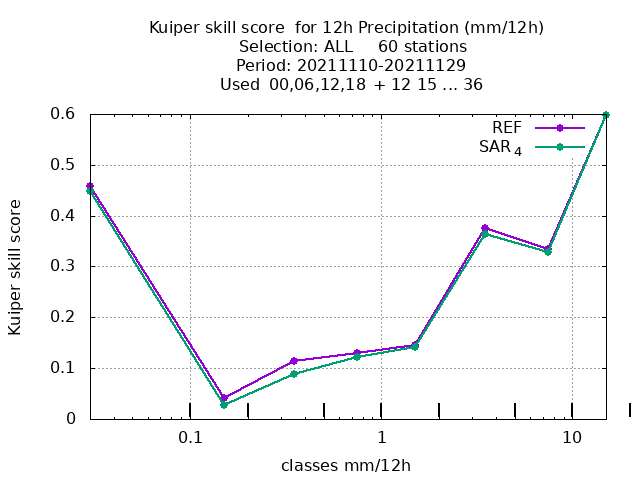 Kuiper skill score for 12h Precipitation (mm/12h)
Selection: ALL 60 stations
Period: 20211110-20211129
Used 00,06,12,18 + 12 15 ... 36
REF
SAR 4
Kuiper skill score
0.6
0.5
0.4
0.3
0.2
0.1
0
0.1 1 10
classes mm/12h